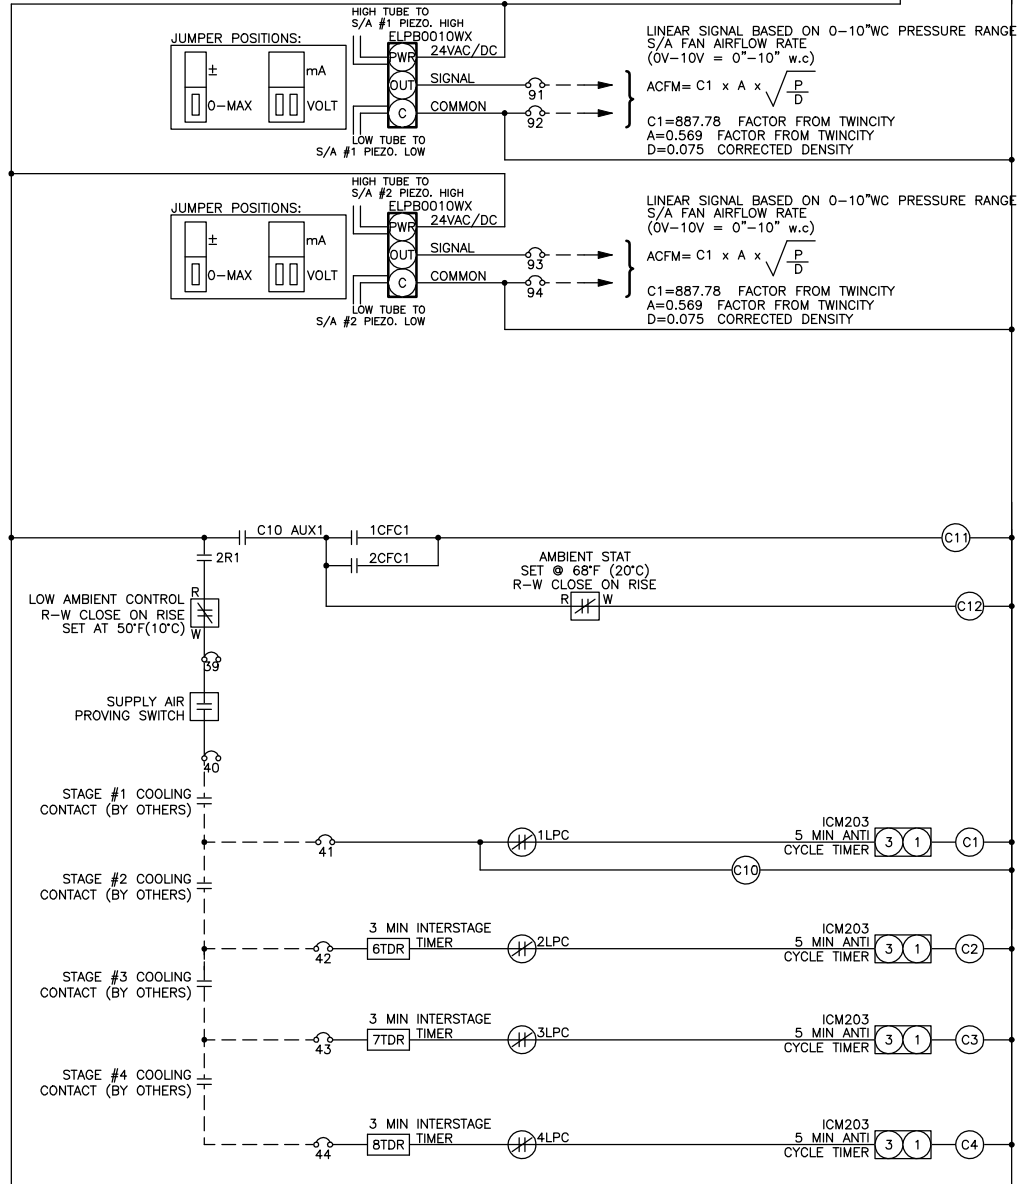 HIGH TUBE TO
S/A #1 PIEZO. HIGH
ELPB0010WX
JUMPER POSITIONS:
±
mA
0-MAX
VOLT
PWR
24VAC/DC
OUT
SIGNAL
91
C
COMMON
92
LOW TUBE TO
S/A #1 PIEZO. LOW
LINEAR SIGNAL BASED ON 0-10"WC PRESSURE RANGE
S/A FAN AIRFLOW RATE
(0V-10V = 0"-10" w.c)
ACFM= C1 x A x √ P
D
C1=887.78 FACTOR FROM TWINCITY
A=0.569 FACTOR FROM TWINCITY
D=0.075 CORRECTED DENSITY
HIGH TUBE TO
S/A #2 PIEZO. HIGH
ELPB0010WX
JUMPER POSITIONS:
±
mA
0-MAX
VOLT
PWR
24VAC/DC
OUT
SIGNAL
93
C
COMMON
94
LOW TUBE TO
S/A #2 PIEZO. LOW
LINEAR SIGNAL BASED ON 0-10"WC PRESSURE RANGE
S/A FAN AIRFLOW RATE
(0V-10V = 0"-10" w.c)
ACFM= C1 x A x √ P
D
C1=887.78 FACTOR FROM TWINCITY
A=0.569 FACTOR FROM TWINCITY
D=0.075 CORRECTED DENSITY
C10 AUX1
1CFC1
C11
2R1
2CFC1
AMBIENT STAT
SET @ 68°F (20°C)
R-W CLOSE ON RISE
R
W
C12
LOW AMBIENT CONTROL
R-W CLOSE ON RISE
SET AT 50°F(10°C)
R
W
39
SUPPLY AIR
PROVING SWITCH
40
STAGE #1 COOLING
CONTACT (BY OTHERS)
41
1LPC
ICM203
5 MIN ANTI
CYCLE TIMER
3
1
C1
C10
STAGE #2 COOLING
CONTACT (BY OTHERS)
42
3 MIN INTERSTAGE
TIMER
6TDR
2LPC
ICM203
5 MIN ANTI
CYCLE TIMER
3
1
C2
STAGE #3 COOLING
CONTACT (BY OTHERS)
43
3 MIN INTERSTAGE
TIMER
7TDR
3LPC
ICM203
5 MIN ANTI
CYCLE TIMER
3
1
C3
STAGE #4 COOLING
CONTACT (BY OTHERS)
44
3 MIN INTERSTAGE
TIMER
8TDR
4LPC
ICM203
5 MIN ANTI
CYCLE TIMER
3
1
C4